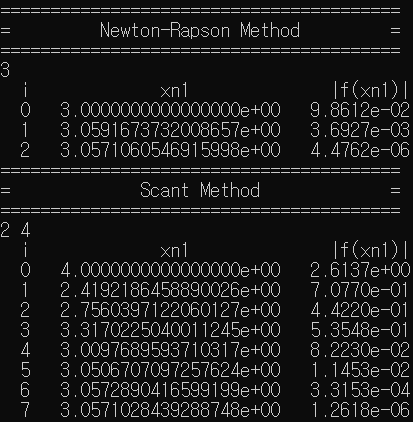 ========================================
=         Newton-Rapson Method         =
========================================
3
i xn1 |f(xn1)|
0 3.0000000000000000e+00 9.8612e-02
1 3.0591673732008657e+00 3.6927e-03
2 3.0571060546915998e+00 4.4762e-06
========================================
=             Scant Method             =
========================================
2 4
i xn1 |f(xn1)|
0 4.0000000000000000e+00 2.6137e+00
1 2.4192186458890026e+00 7.0770e-01
2 2.7560397122060127e+00 4.4220e-01
3 3.3170225040011245e+00 5.3548e-01
4 3.0097689593710317e+00 8.2230e-02
5 3.0506707097257624e+00 1.1453e-02
6 3.0572890416599199e+00 3.3153e-04
7 3.0571028439288748e+00 1.2618e-06